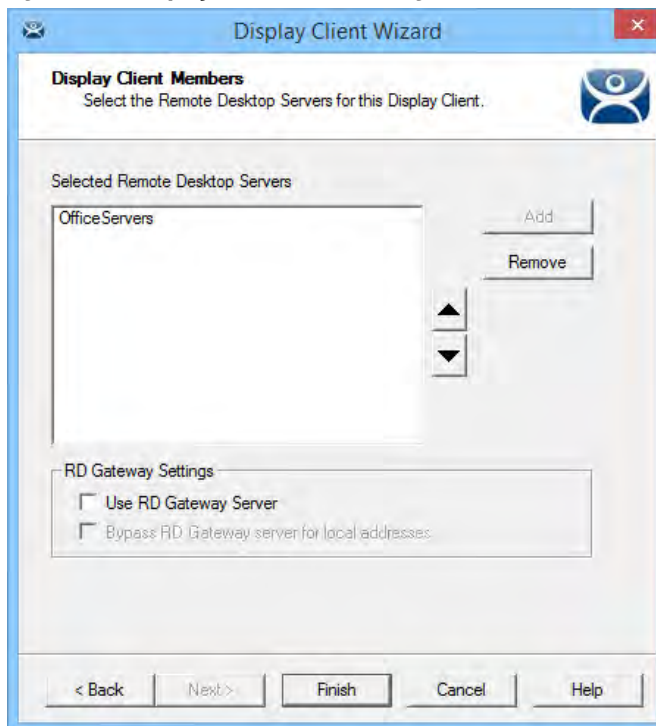 Display Client Wizard
Display Client Members
Select the Remote Desktop Servers for this Display Client.
Selected Remote Desktop Servers
OfficeServers
Add
Remove
RD Gateway Settings
Use RD Gateway Server
Bypass RD Gateway server for local addresses
< Back
Next >
Finish
Cancel
Help